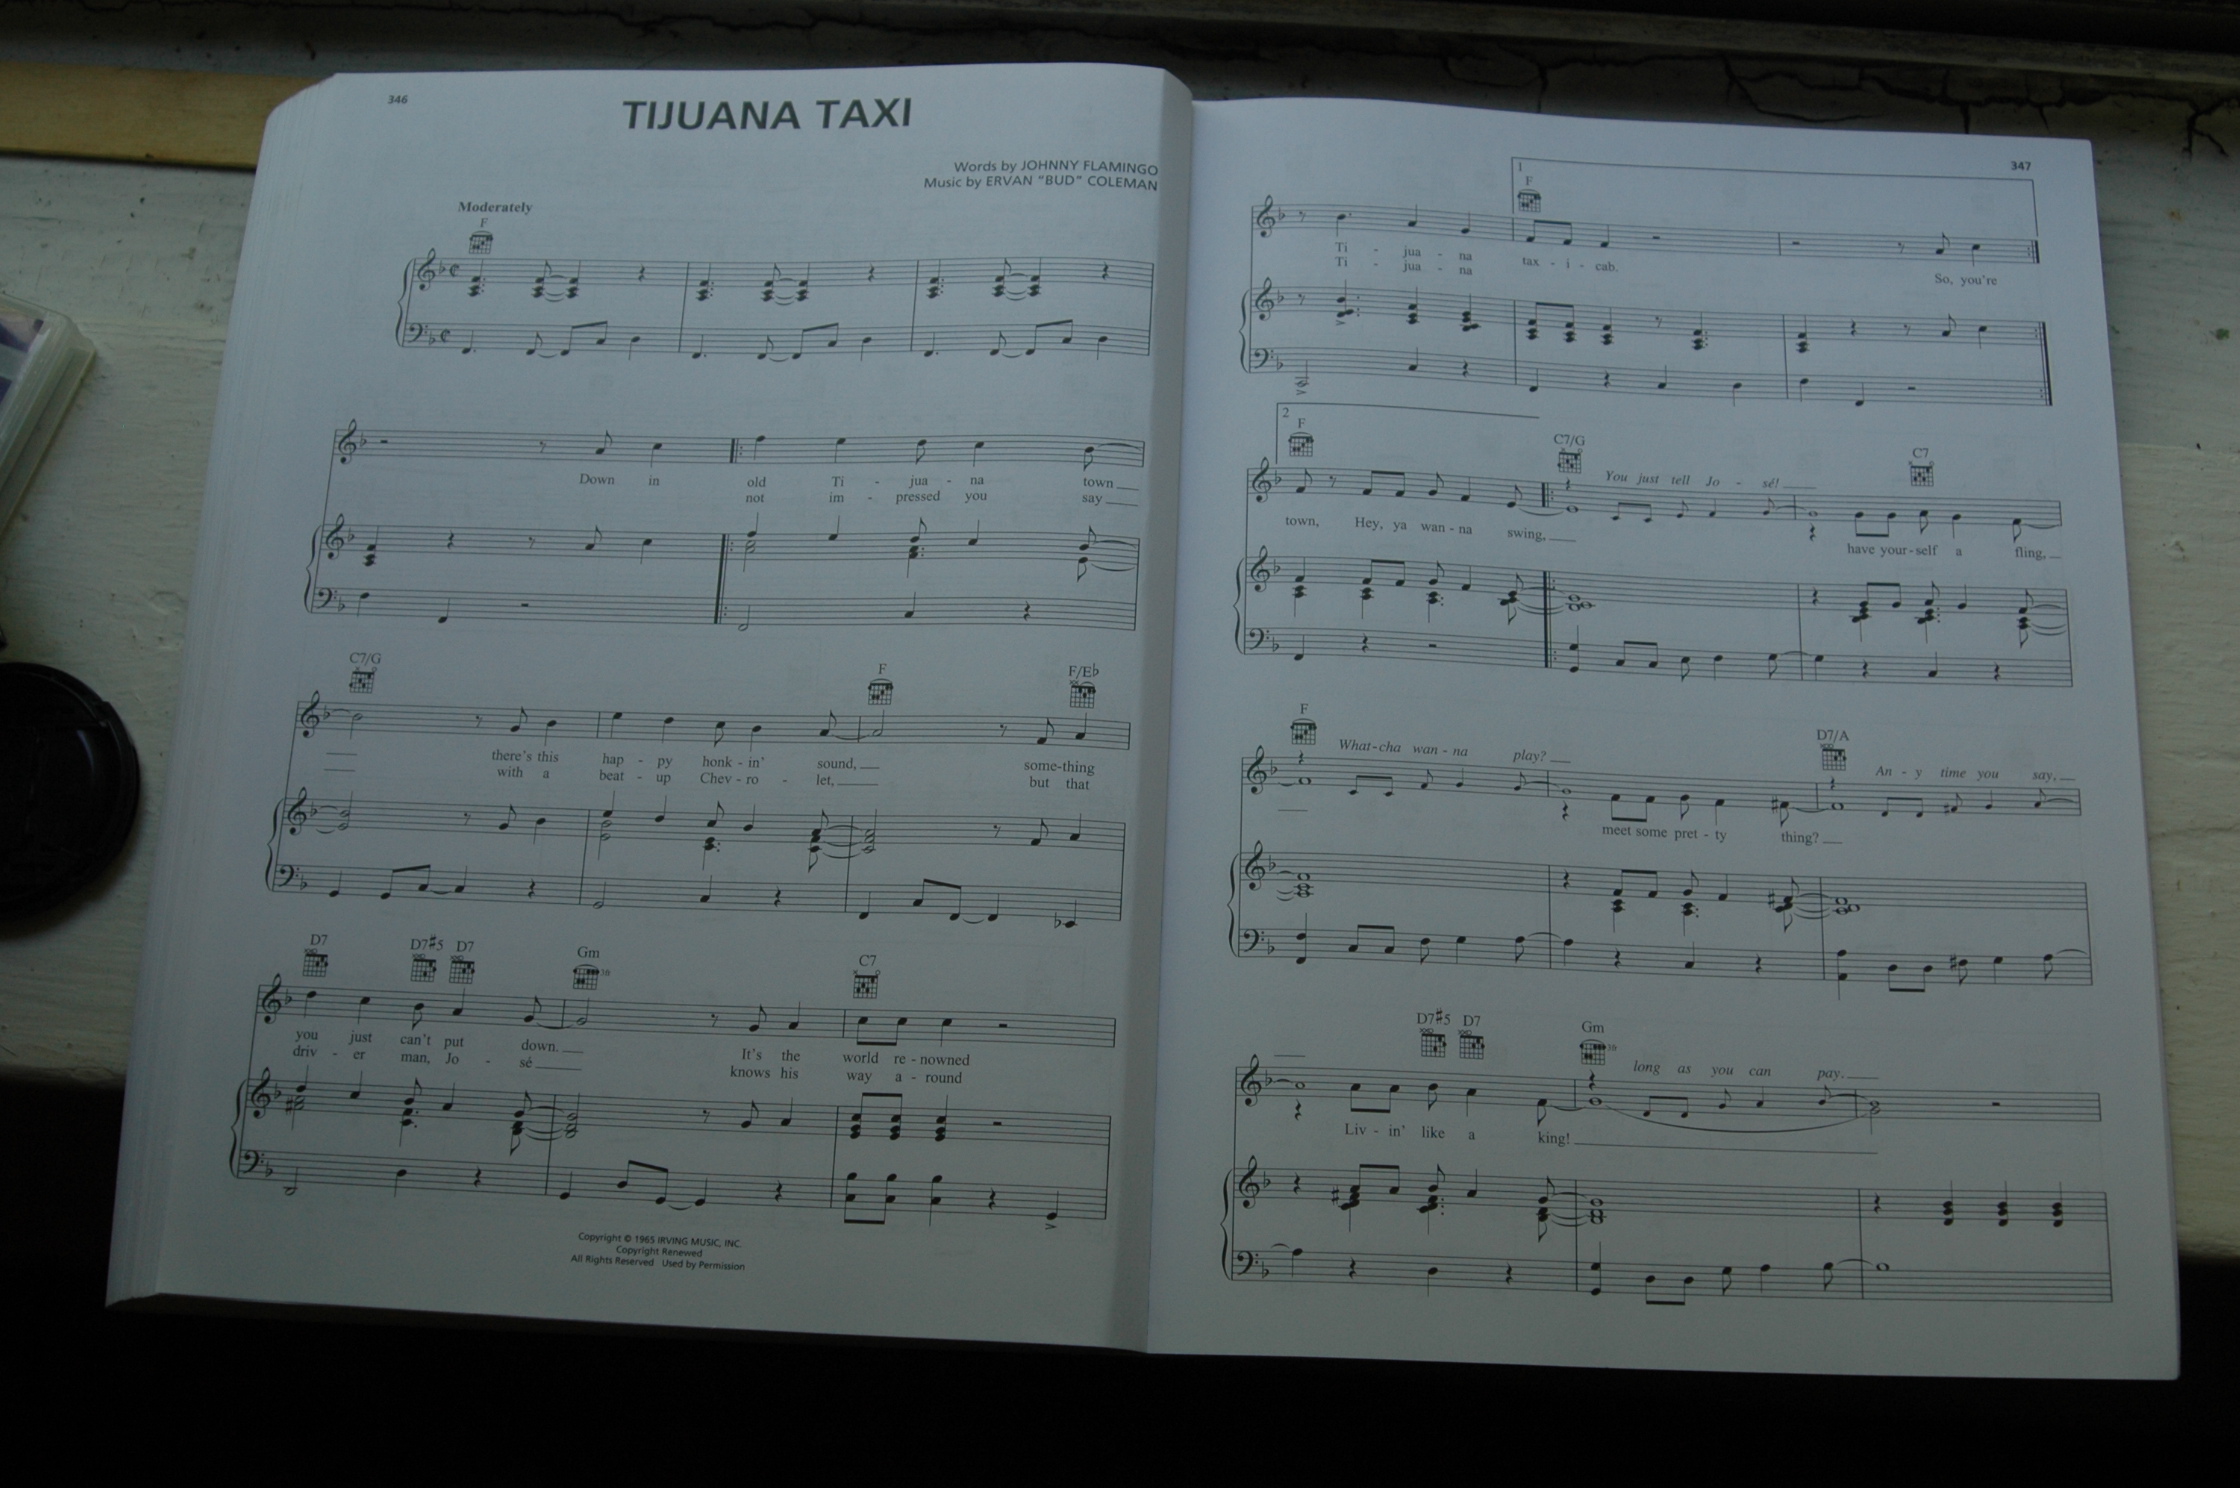 346
TIJUANA TAXI
Words by JOHNNY FLAMINGO
Music by ERVAN "BUD" COLEMAN
Moderately
F
Down in old Ti - jua - na town
not im - pressed you say
C7/G F F/E♭
there's this hap - py honk - in' sound, some-thing
with a beat - up Chev - ro - let, but that
D7 D7♯5 D7 Gm 3fr C7
you just can't put down. It's the world re - nowned
driv - er man, Jo - sé knows his way a - round
Copyright © 1965 IRVING MUSIC, INC.
Copyright Renewed
All Rights Reserved Used by Permission
347
1
F
Ti - jua - na tax - i - cab. So, you're
Ti - jua - na
2
F C7/G C7
You just tell Jo - sé!
town, Hey, ya wan - na swing, have your - self a fling,
F D7/A
What-cha wan - na play? An - y time you say,
meet some pret - ty thing?
D7♯5 D7 Gm 3fr
long as you can pay.
Liv - in' like a king!